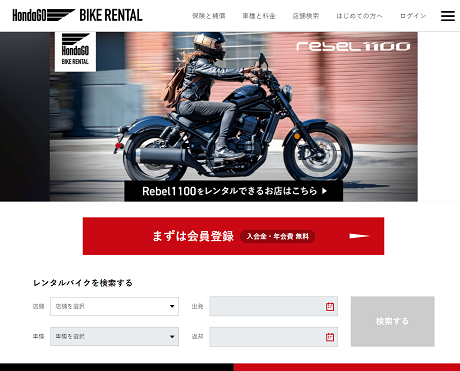 HondaGO BIKE RENTAL
保険と補償 車種と料金 店舗検索 はじめての方へ ログイン
HondaGO
BIKE RENTAL
rebel 1100
Rebel1100をレンタルできるお店はこちら
まずは会員登録 入会金・年会費 無料
レンタルバイクを検索する
店舗 店舗を選択 出発
検索する
車種 車種を選択 返却